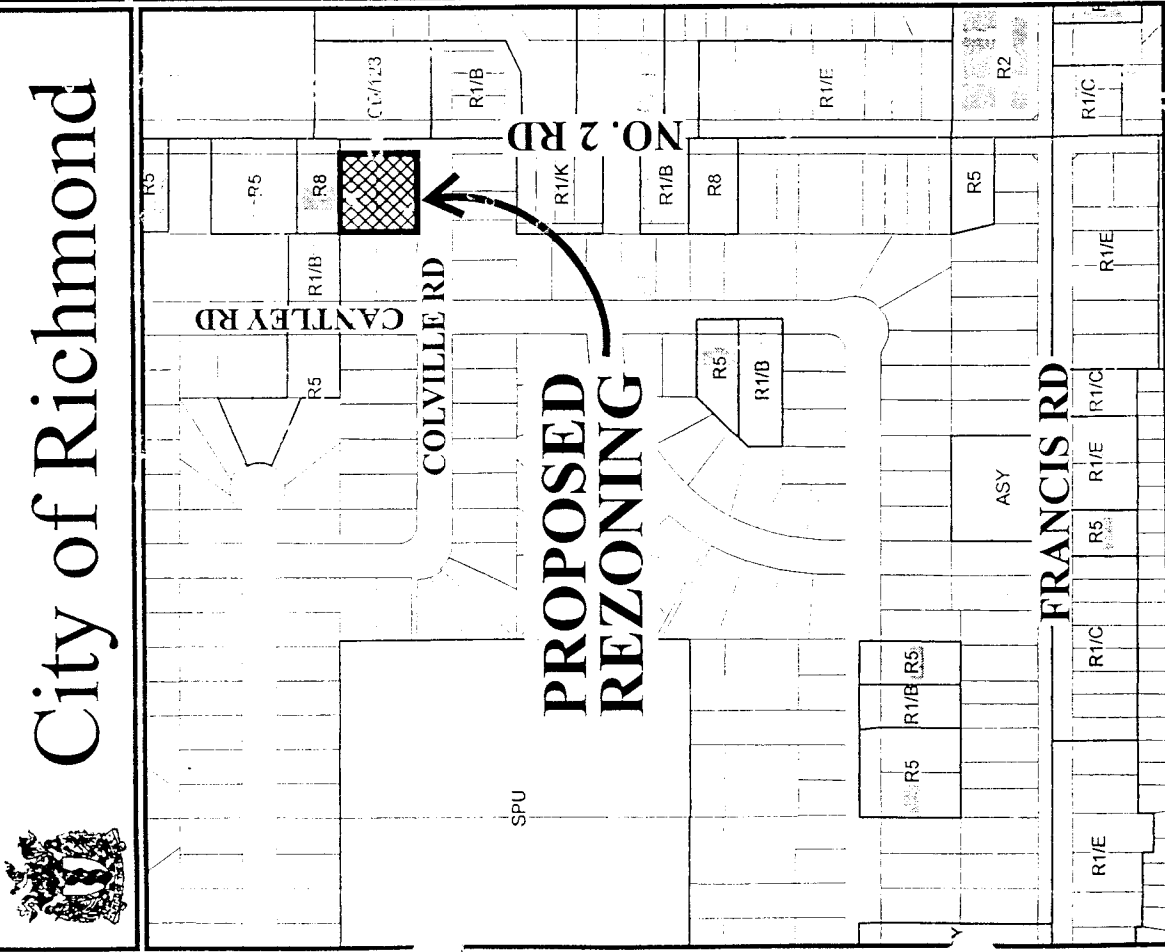 City of Richmond
R5
R5
R8
R1/B
R1/B
R1/E
R2
R1/C
NO. 2 RD
R1/K
R1/B
R8
R5
R1/E
CANTLEY RD
R5
COLVILLE RD
R5
R1/B
PROPOSED
REZONING
ASY
FRANCIS RD
R1/C
R1/E
R5
R1/C
R1/E
SPU
R5
R1/B
R5